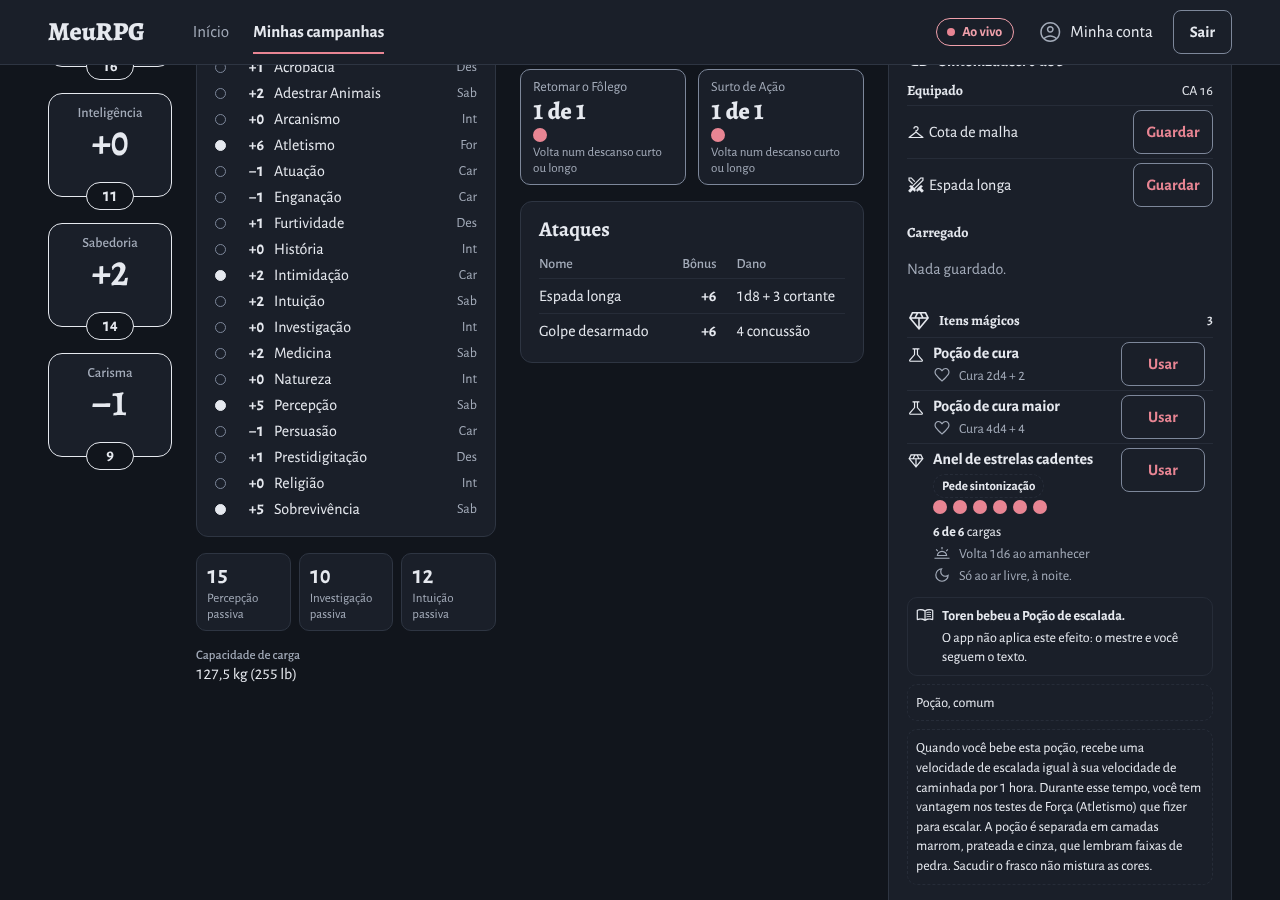 MeuRPG
Início
Minhas campanhas
Ao vivo
Minha conta
Sair
16
Inteligência
+0
11
Sabedoria
+2
14
Carisma
−1
9
+1 Acrobacia Des
+2 Adestrar Animais Sab
+0 Arcanismo Int
+6 Atletismo For
−1 Atuação Car
−1 Enganação Car
+1 Furtividade Des
+0 História Int
+2 Intimidação Car
+2 Intuição Sab
+0 Investigação Int
+2 Medicina Sab
+0 Natureza Int
+5 Percepção Sab
−1 Persuasão Car
+1 Prestidigitação Des
+0 Religião Int
+5 Sobrevivência Sab
15
Percepção
passiva
10
Investigação
passiva
12
Intuição
passiva
Capacidade de carga
127,5 kg (255 lb)
Retomar o Fôlego
1 de 1
Volta num descanso curto
ou longo
Surto de Ação
1 de 1
Volta num descanso curto
ou longo
Ataques
Nome Bônus Dano
Espada longa +6 1d8 + 3 cortante
Golpe desarmado +6 4 concussão
Equipado CA 16
Cota de malha Guardar
Espada longa Guardar
Carregado
Nada guardado.
Itens mágicos 3
Poção de cura
Cura 2d4 + 2
Usar
Poção de cura maior
Cura 4d4 + 4
Usar
Anel de estrelas cadentes
Usar
Pede sintonização
6 de 6 cargas
Volta 1d6 ao amanhecer
Só ao ar livre, à noite.
Toren bebeu a Poção de escalada.
O app não aplica este efeito: o mestre e você
seguem o texto.
Poção, comum
Quando você bebe esta poção, recebe uma
velocidade de escalada igual à sua velocidade de
caminhada por 1 hora. Durante esse tempo, você tem
vantagem nos testes de Força (Atletismo) que fizer
para escalar. A poção é separada em camadas
marrom, prateada e cinza, que lembram faixas de
pedra. Sacudir o frasco não mistura as cores.